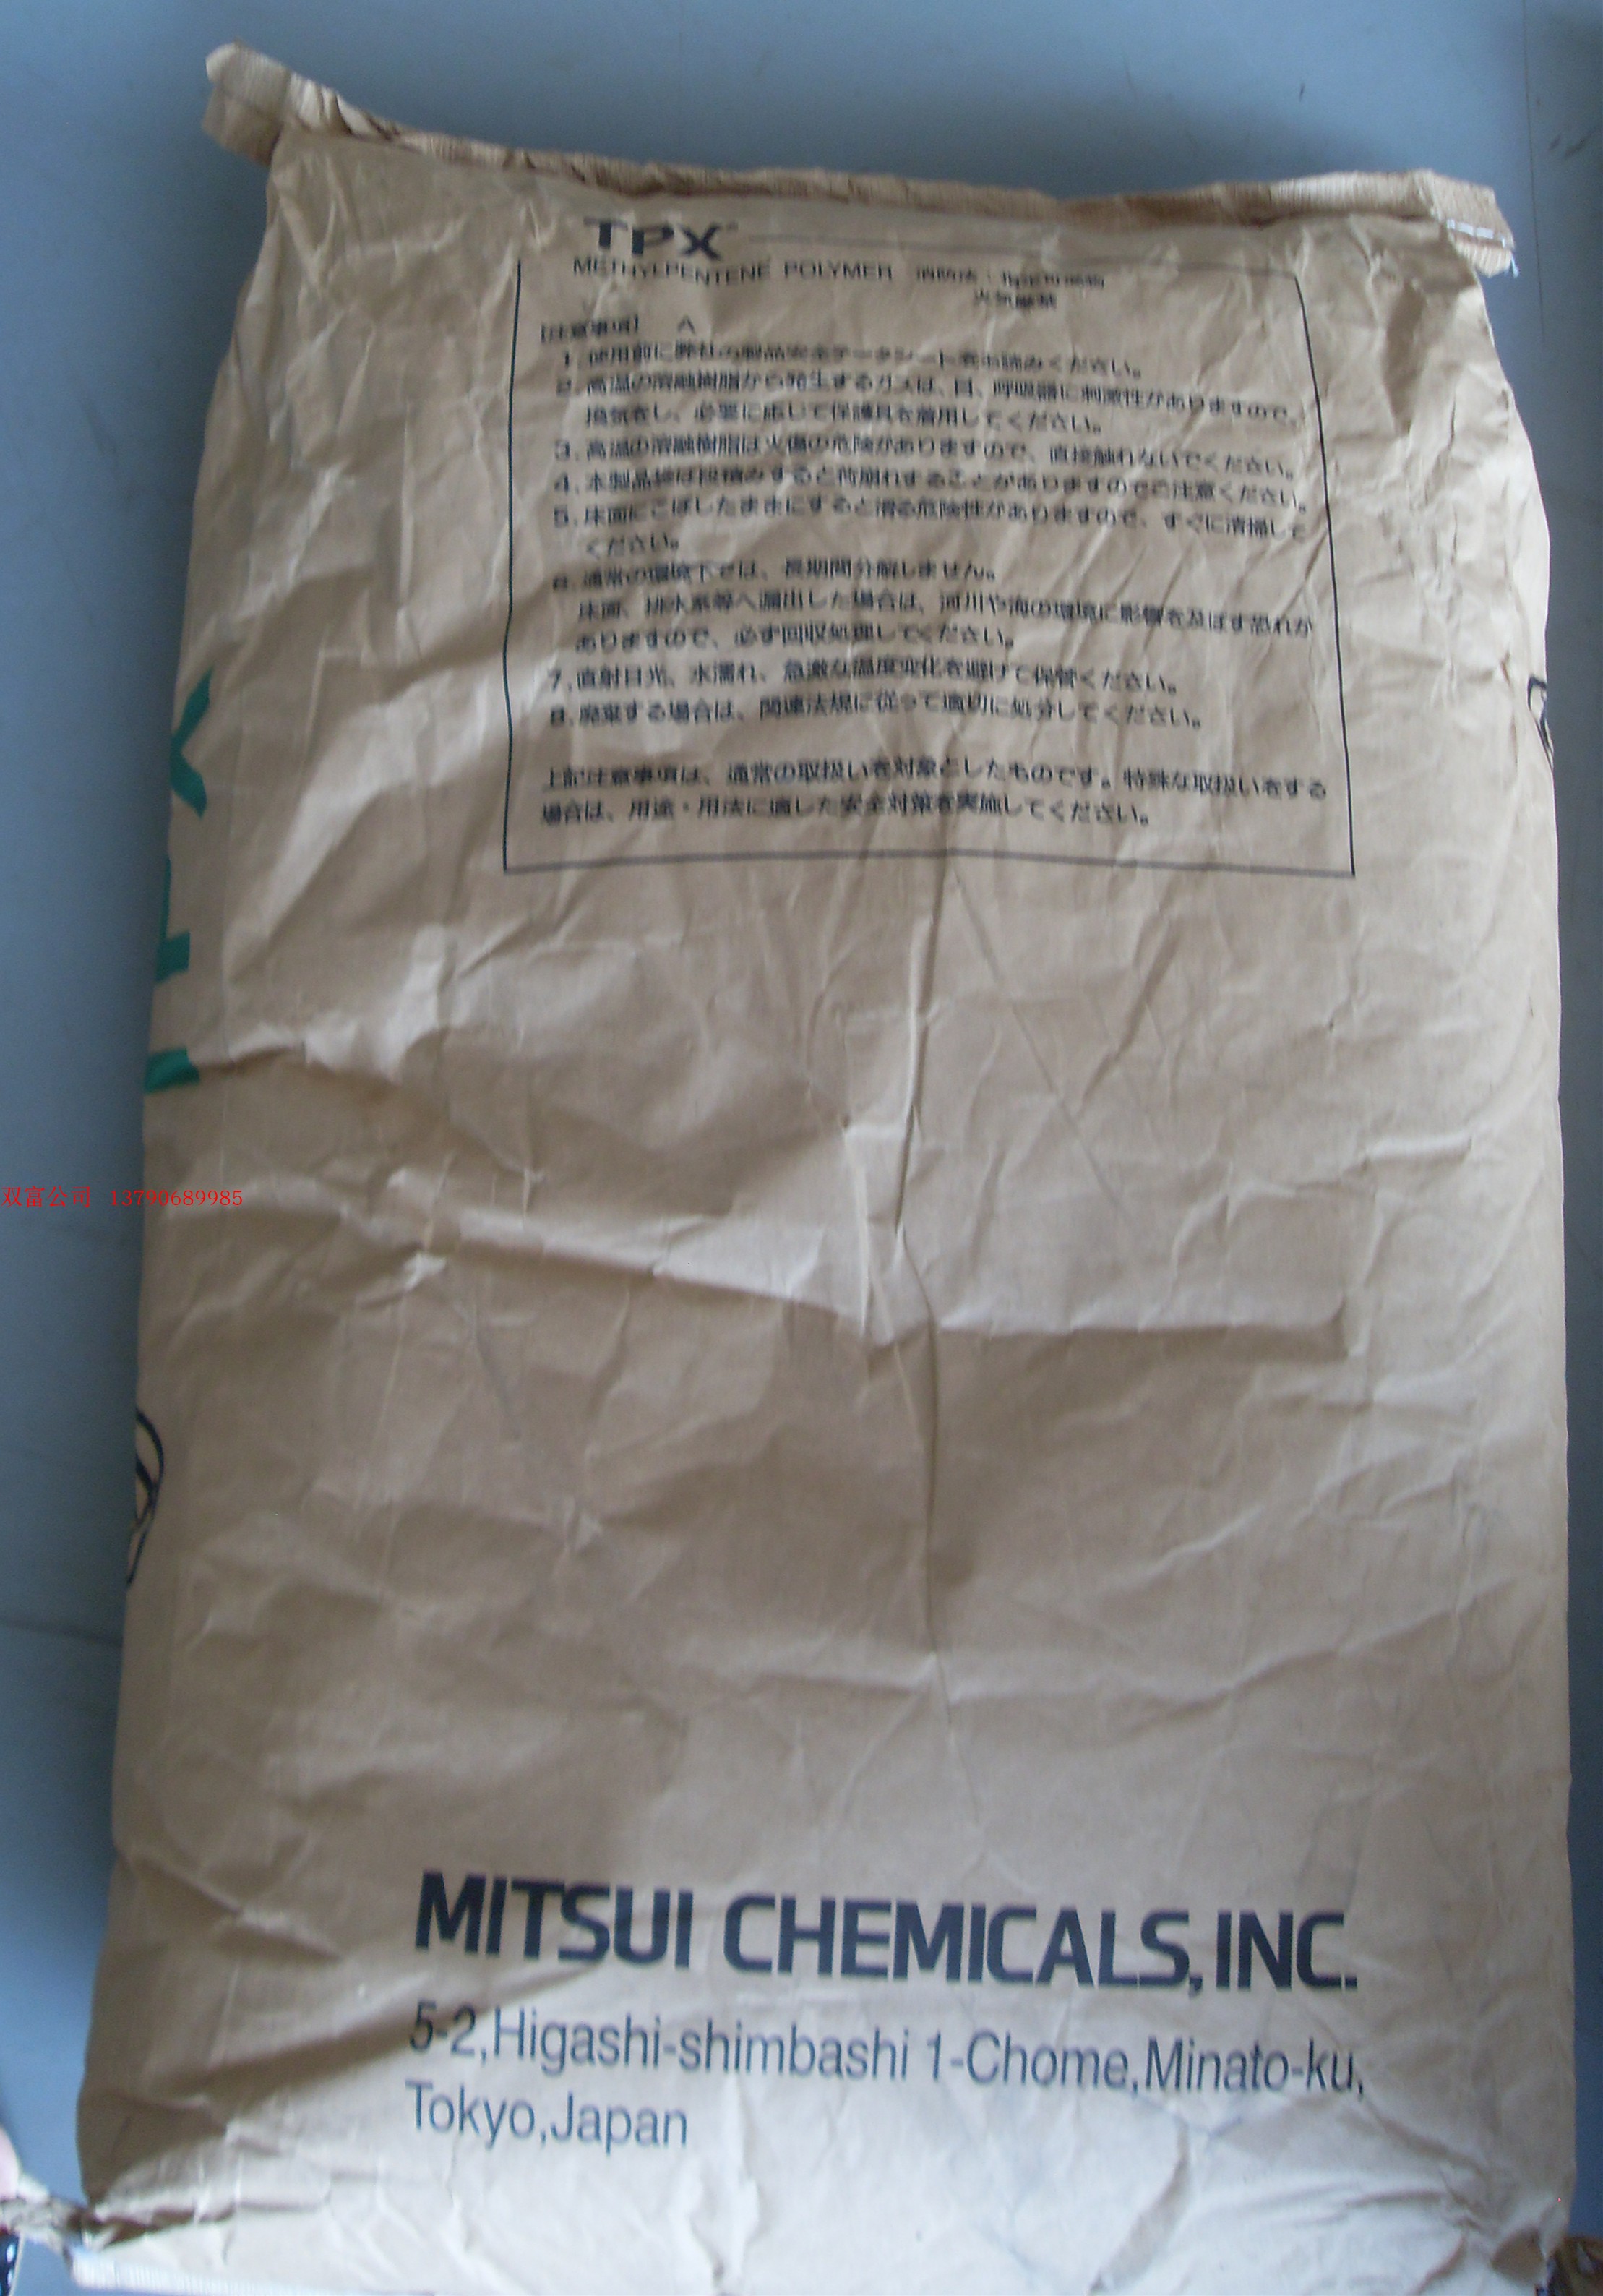 TPX
METHYLPENTENE POLYMER 消防法・指定可燃物
火気厳禁
【注意事項】 A
1. 使用前に弊社の製品安全データシートをお読みください。
2. 高温の溶融樹脂から発生するガスは、目、呼吸器に刺激性がありますので、
換気をし、必要に応じて保護具を着用してください。
3. 高温の溶融樹脂は火傷の危険がありますので、直接触れないでください。
4. 本製品袋は段積みすると荷崩れすることがありますのでご注意ください。
5. 床面にこぼしたままにすると滑る危険性がありますので、すぐに清掃して
ください。
6. 通常の環境下では、長期間分解しません。
床面、排水系等へ漏出した場合は、河川や海の環境に影響を及ぼす恐れが
ありますので、必ず回収処理してください。
7. 直射日光、水濡れ、急激な温度変化を避けて保管ください。
8. 廃棄する場合は、関連法規に従って適切に処分してください。
上記注意事項は、通常の取扱いを対象としたものです。特殊な取扱いをする
場合は、用途・用法に適した安全対策を実施してください。
双富公司 13790689985
MITSUI CHEMICALS,INC.
5-2,Higashi-shimbashi 1-Chome,Minato-ku,
Tokyo,Japan